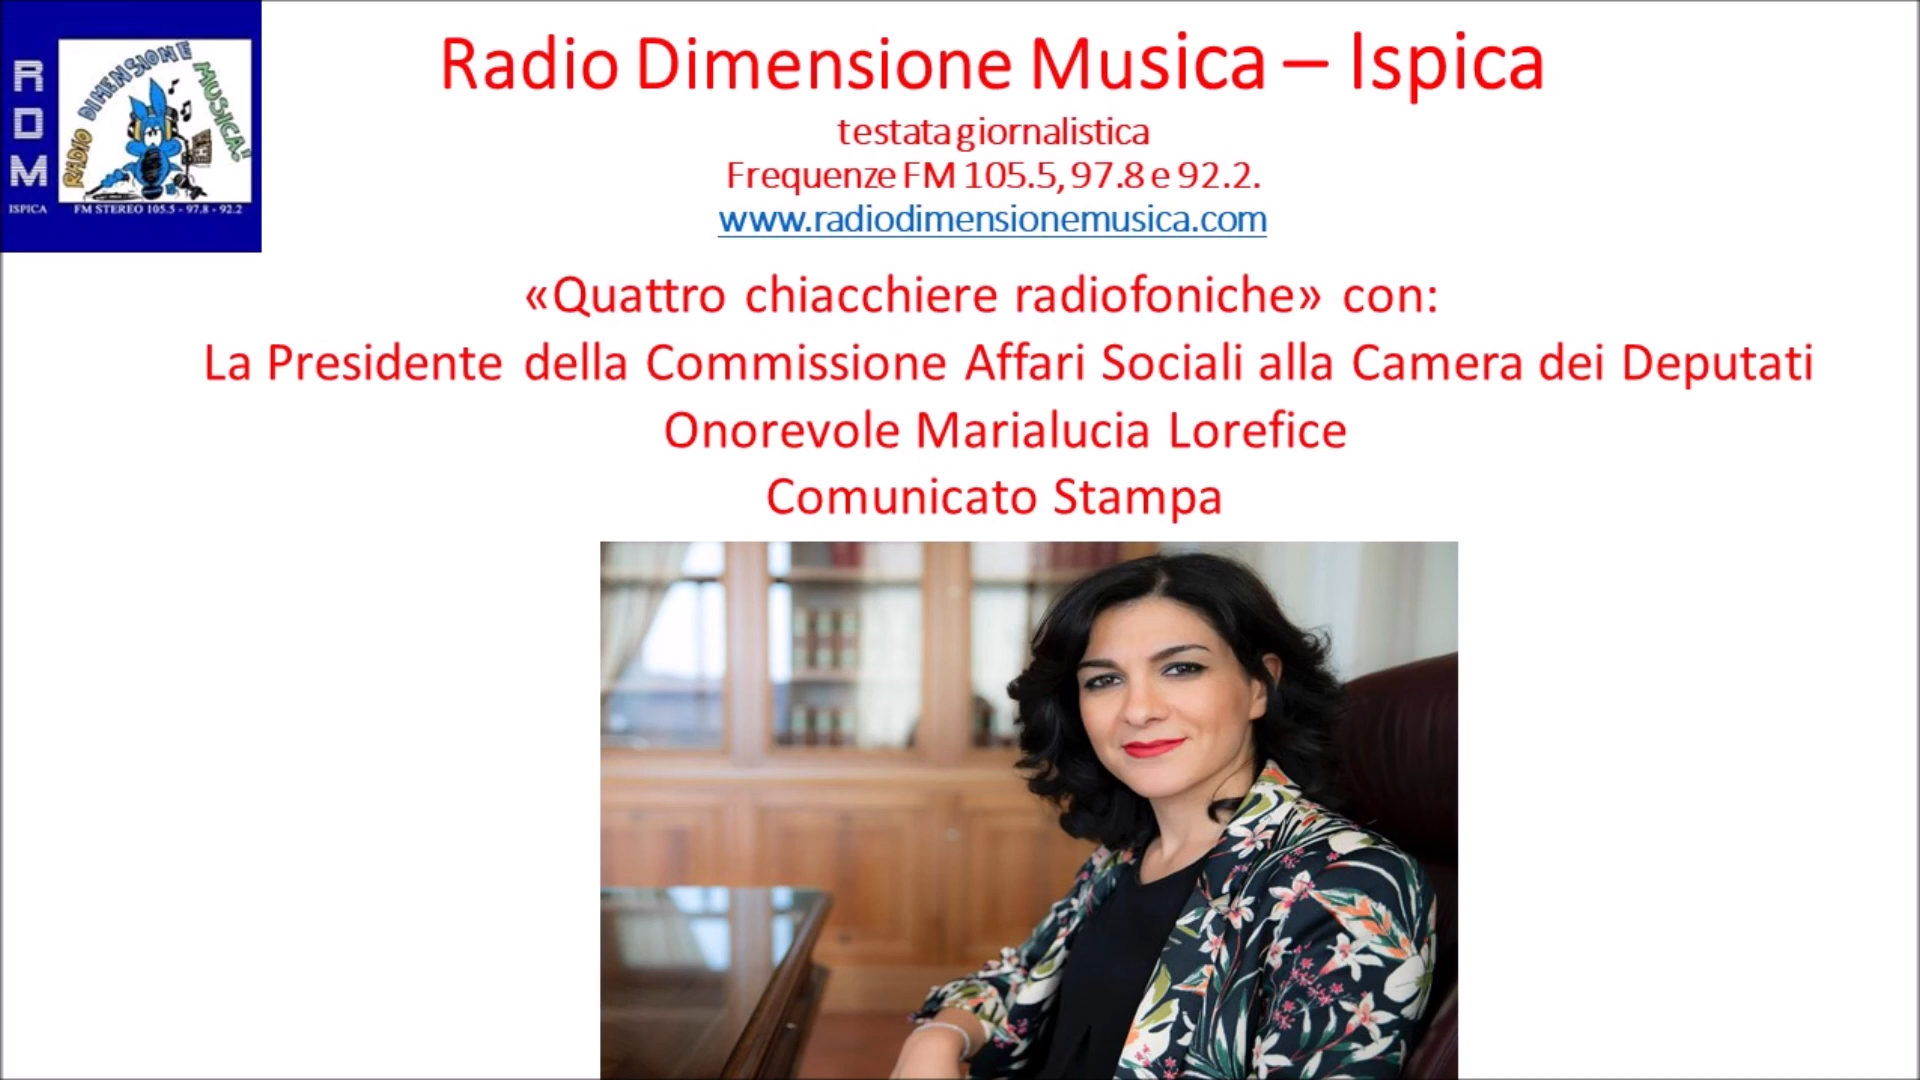 RDM
RADIO DIMENSIONE MUSICA!
ISPICA FM STEREO 105.5 - 97.8 - 92.2
Radio Dimensione Musica – Ispica
testata giornalistica
Frequenze FM 105.5, 97.8 e 92.2.
www.radiodimensionemusica.com
«Quattro chiacchiere radiofoniche» con:
La Presidente della Commissione Affari Sociali alla Camera dei Deputati
Onorevole Marialucia Lorefice
Comunicato Stampa